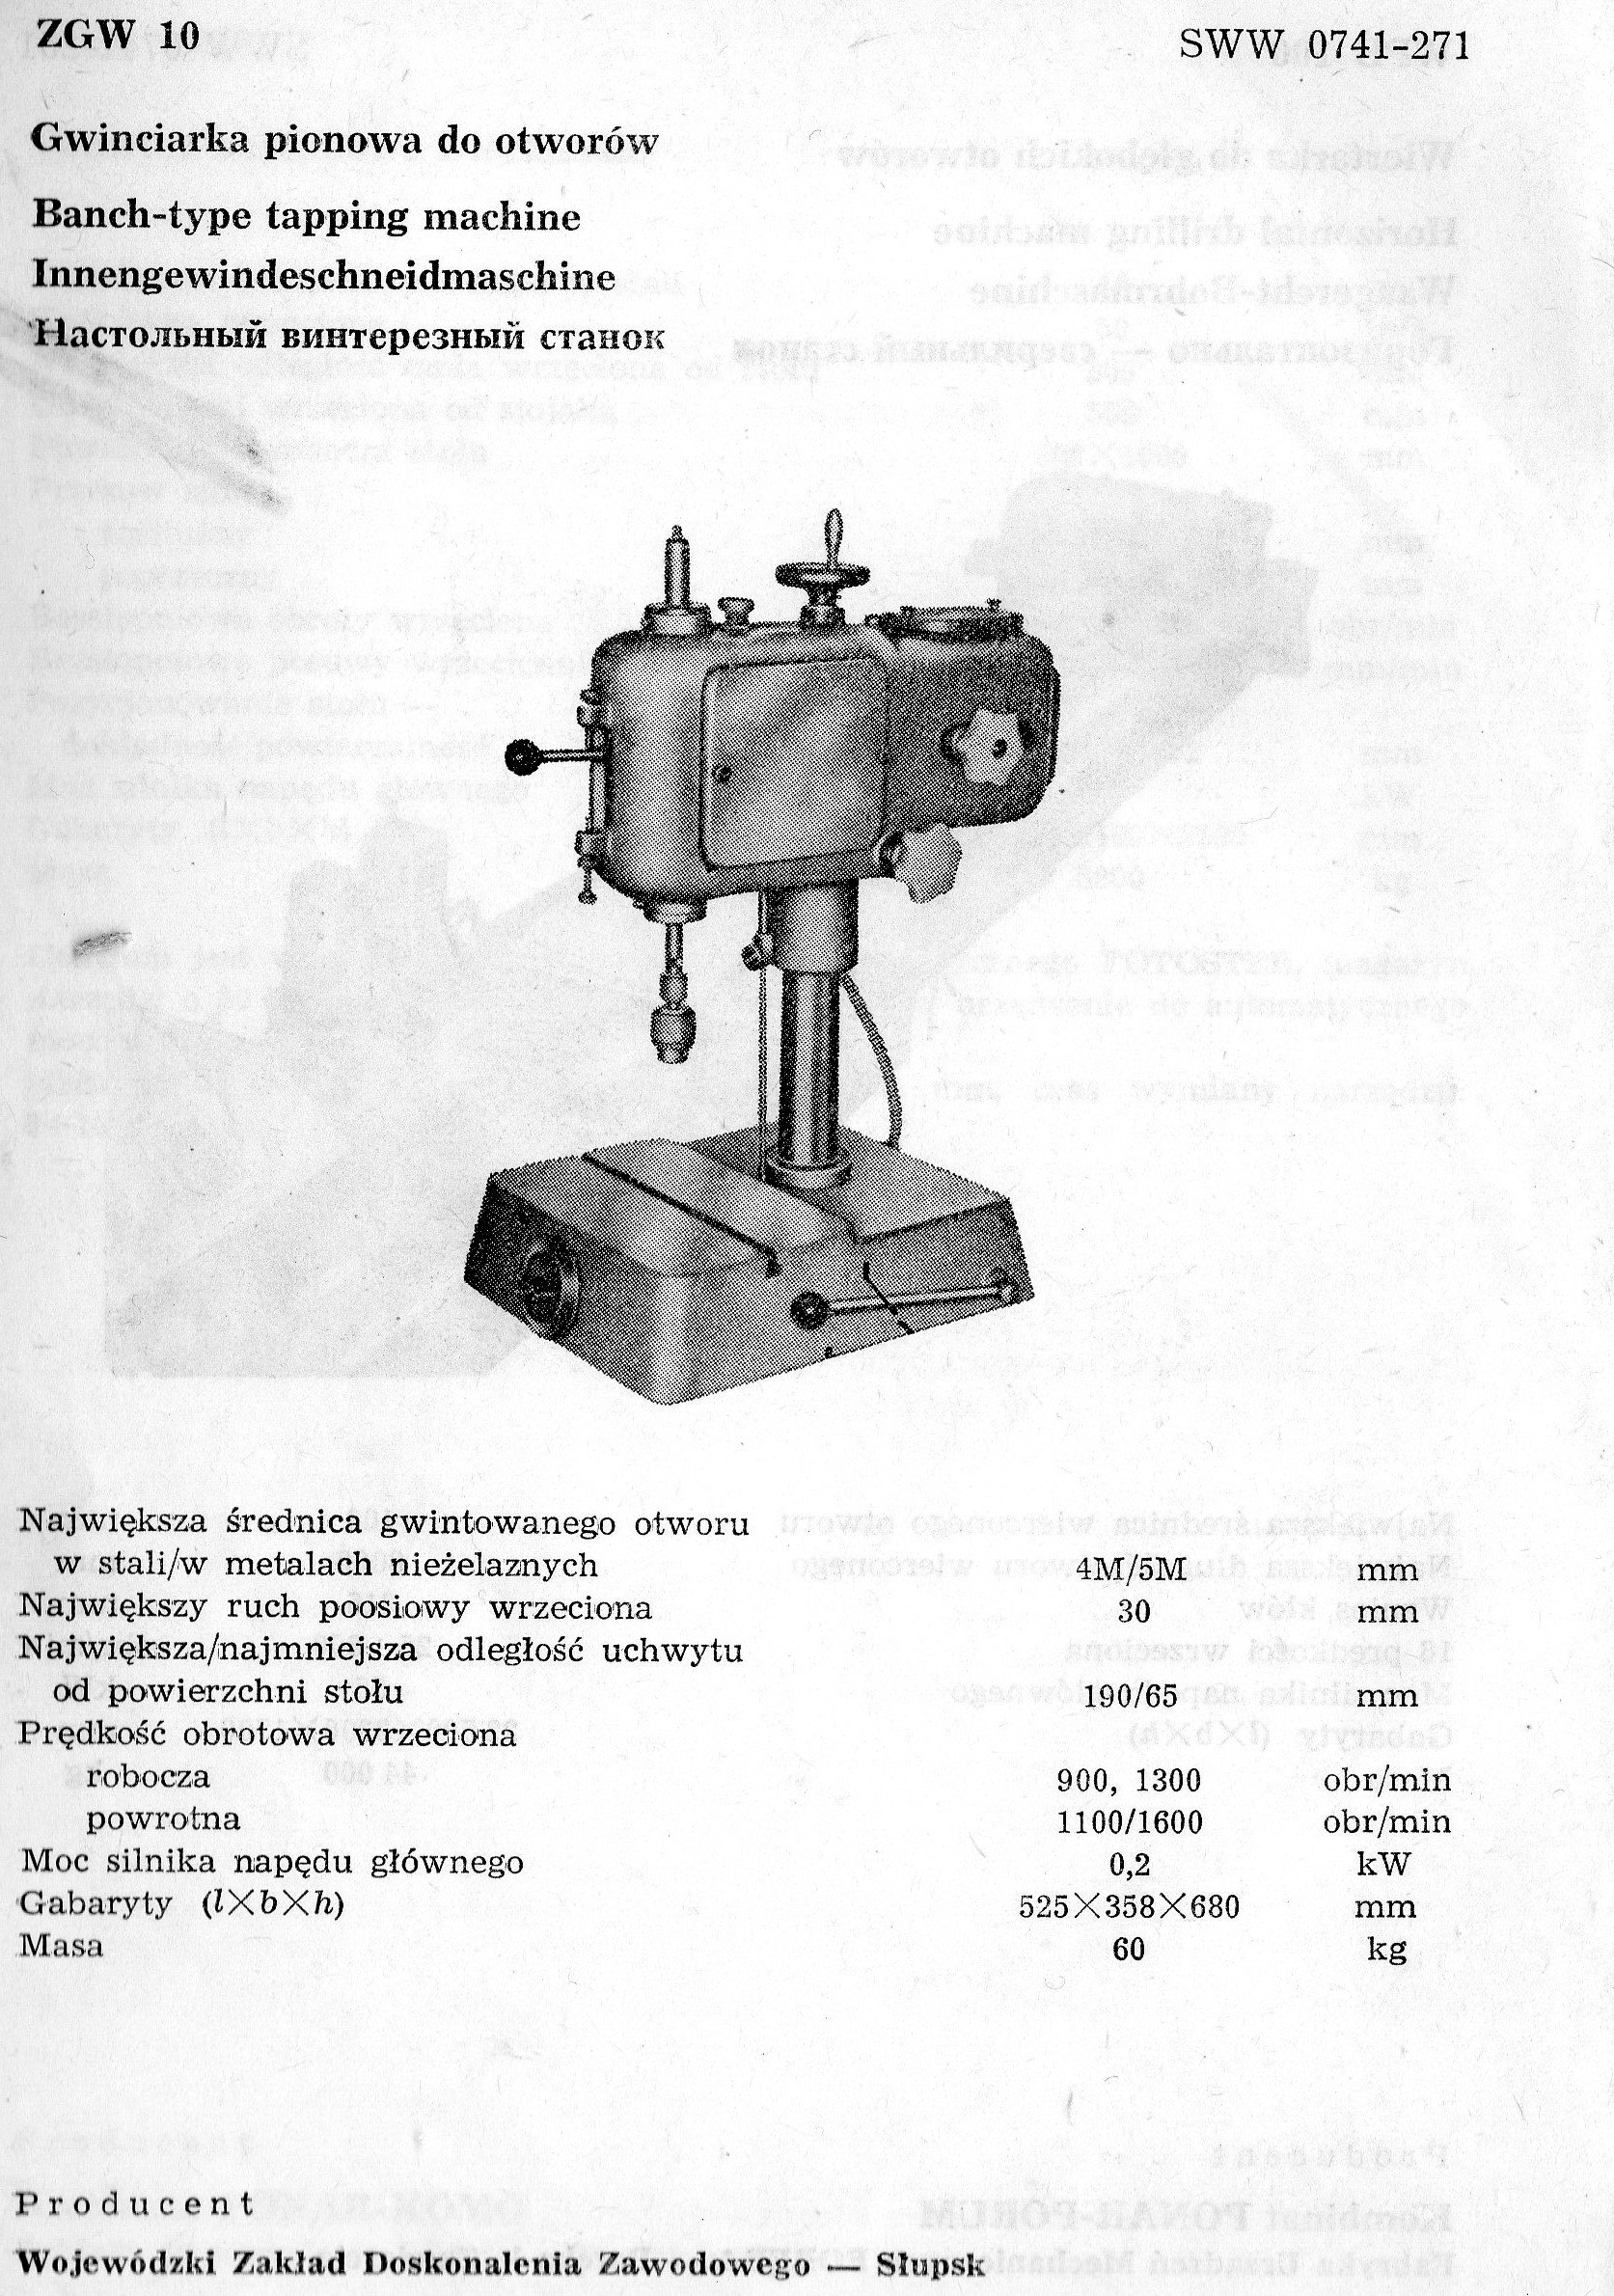 ZGW 10
SWW 0741-271
Gwinciarka pionowa do otworów
Banch-type tapping machine
Innengewindeschneidmaschine
Настольный винтерезный станок
Największa średnica gwintowanego otworu
w stali/w metalach nieżelaznych 4M/5M mm
Największy ruch poosiowy wrzeciona 30 mm
Największa/najmniejsza odległość uchwytu
od powierzchni stołu 190/65 mm
Prędkość obrotowa wrzeciona
robocza 900, 1300 obr/min
powrotna 1100/1600 obr/min
Moc silnika napędu głównego 0,2 kW
Gabaryty (l×b×h) 525×358×680 mm
Masa 60 kg
Producent
Wojewódzki Zakład Doskonalenia Zawodowego — Słupsk